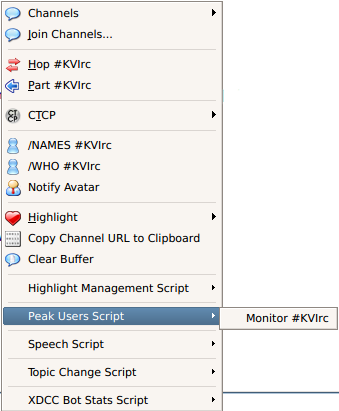 Channels
Join Channels...
Hop #KVIrc
Part #KVIrc
CTCP
/NAMES #KVIrc
/WHO #KVIrc
Notify Avatar
Highlight
Copy Channel URL to Clipboard
Clear Buffer
Highlight Management Script
Peak Users Script
Monitor #KVIrc
Speech Script
Topic Change Script
XDCC Bot Stats Script